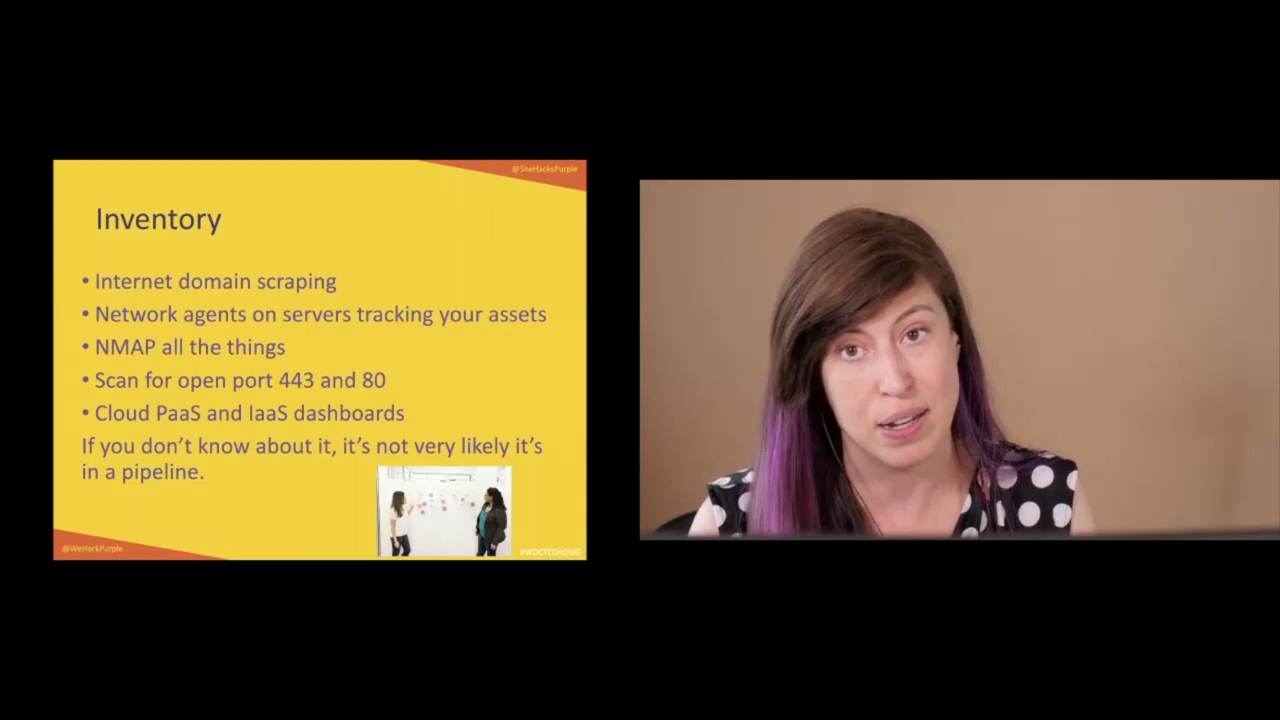 @SheHacksPurple
Inventory
• Internet domain scraping
• Network agents on servers tracking your assets
• NMAP all the things
• Scan for open port 443 and 80
• Cloud PaaS and IaaS dashboards
If you don’t know about it, it’s not very likely it’s
in a pipeline.
@WeHackPurple
#WOCTECHCHAT